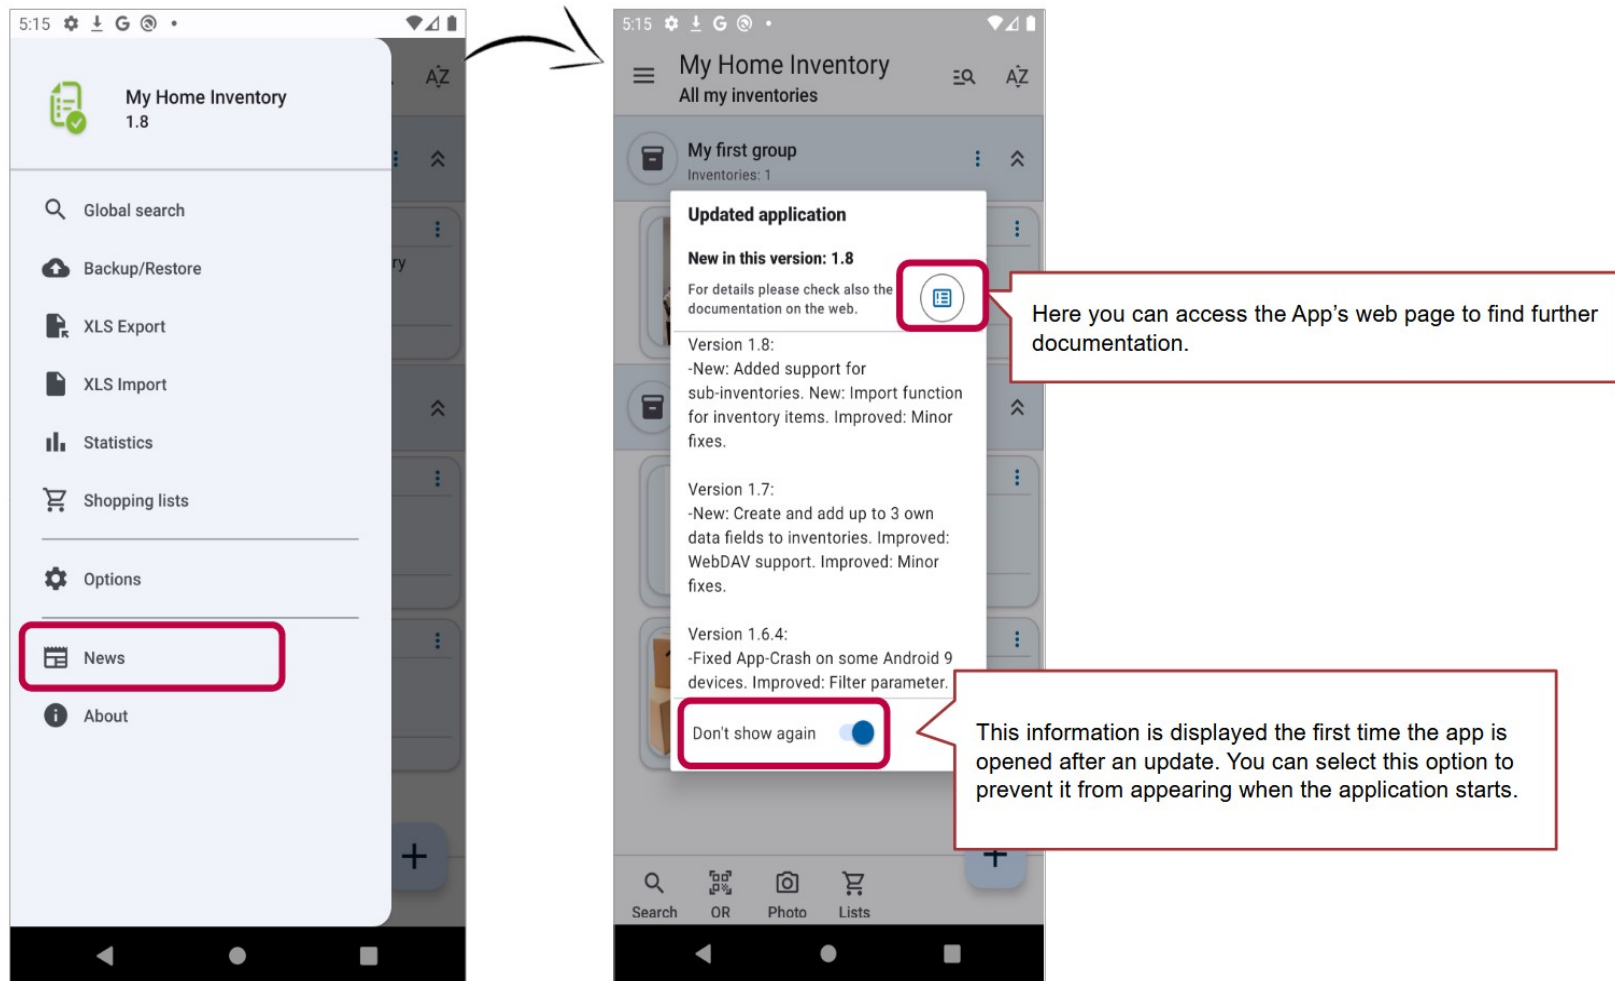 5:15
My Home Inventory
1.8
Global search
Backup/Restore
XLS Export
XLS Import
Statistics
Shopping lists
Options
News
About
AZ
ry
5:15
My Home Inventory
All my inventories
AZ
My first group
Inventories: 1
Updated application
New in this version: 1.8
For details please check also the
documentation on the web.
Version 1.8:
-New: Added support for
sub-inventories. New: Import function
for inventory items. Improved: Minor
fixes.
Version 1.7:
-New: Create and add up to 3 own
data fields to inventories. Improved:
WebDAV support. Improved: Minor
fixes.
Version 1.6.4:
-Fixed App-Crash on some Android 9
devices. Improved: Filter parameter.
Don't show again
Search QR Photo Lists
Here you can access the App’s web page to find further
documentation.
This information is displayed the first time the app is
opened after an update. You can select this option to
prevent it from appearing when the application starts.